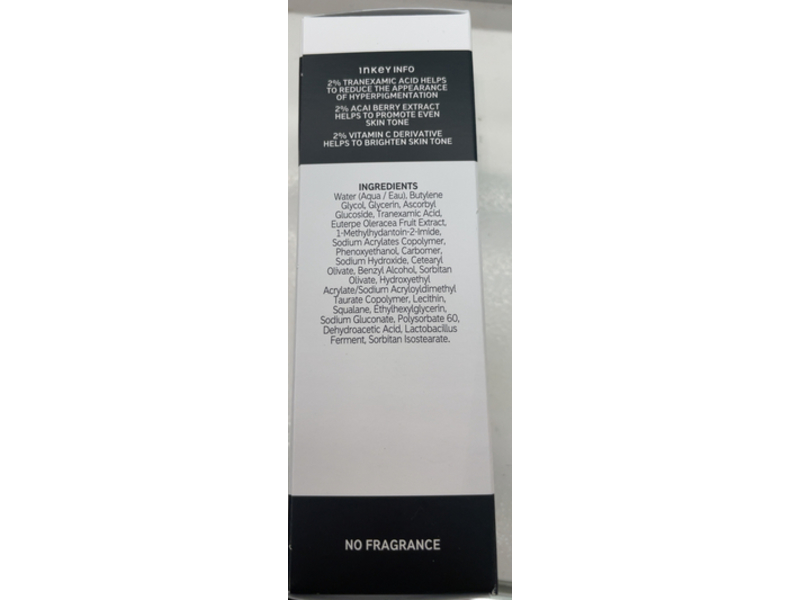 INKEY INFO
2% TRANEXAMIC ACID HELPS
TO REDUCE THE APPEARANCE
OF HYPERPIGMENTATION
2% ACAI BERRY EXTRACT
HELPS TO PROMOTE EVEN
SKIN TONE
2% VITAMIN C DERIVATIVE
HELPS TO BRIGHTEN SKIN TONE
INGREDIENTS
Water (Aqua / Eau), Butylene
Glycol, Glycerin, Ascorbyl
Glucoside, Tranexamic Acid,
Euterpe Oleracea Fruit Extract,
1-Methylhydantoin-2-Imide,
Sodium Acrylates Copolymer,
Phenoxyethanol, Carbomer,
Sodium Hydroxide, Cetearyl
Olivate, Benzyl Alcohol, Sorbitan
Olivate, Hydroxyethyl
Acrylate/Sodium Acryloyldimethyl
Taurate Copolymer, Lecithin,
Squalane, Ethylhexylglycerin,
Sodium Gluconate, Polysorbate 60,
Dehydroacetic Acid, Lactobacillus
Ferment, Sorbitan Isostearate.
NO FRAGRANCE